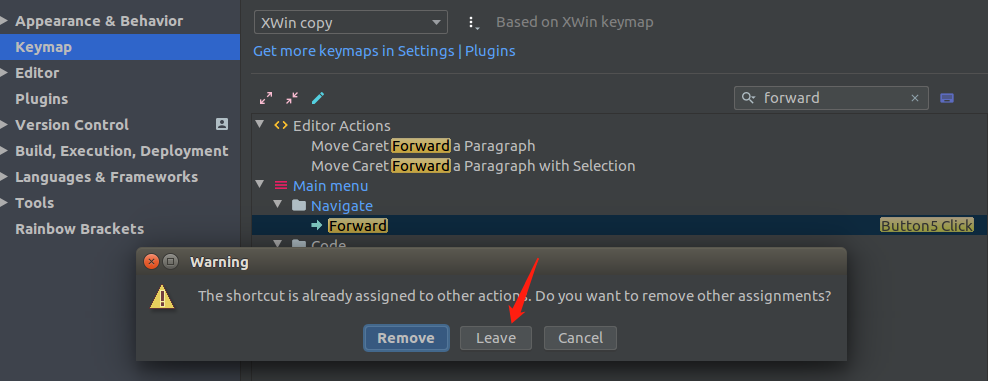 Appearance & Behavior
Keymap
Editor
Plugins
Version Control
Build, Execution, Deployment
Languages & Frameworks
Tools
Rainbow Brackets
XWin copy
Based on XWin keymap
Get more keymaps in Settings | Plugins
forward
Editor Actions
Move Caret Forward a Paragraph
Move Caret Forward a Paragraph with Selection
Main menu
Navigate
Forward Button5 Click
Code
Warning
The shortcut is already assigned to other actions. Do you want to remove other assignments?
Remove Leave Cancel